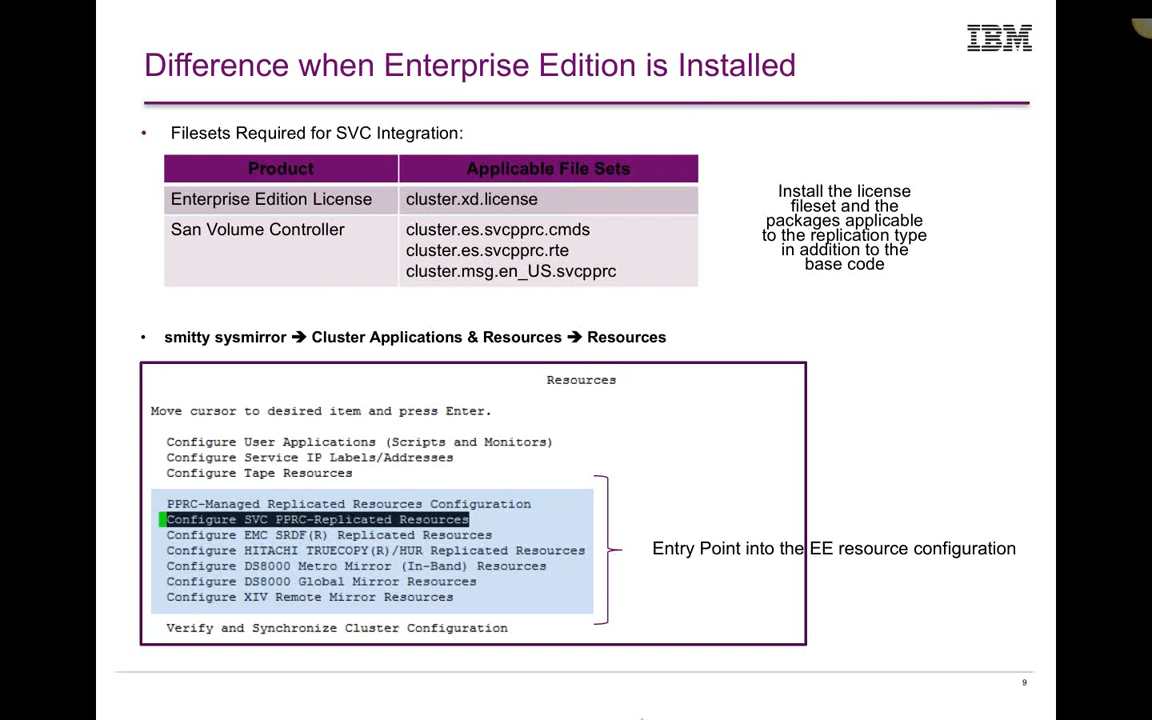 IBM
Difference when Enterprise Edition is Installed
• Filesets Required for SVC Integration:
Product Applicable File Sets
Enterprise Edition License cluster.xd.license
San Volume Controller cluster.es.svcpprc.cmds
cluster.es.svcpprc.rte
cluster.msg.en_US.svcpprc
Install the license
fileset and the
packages applicable
to the replication type
in addition to the
base code
• smitty sysmirror ➔ Cluster Applications & Resources ➔ Resources
Resources
Move cursor to desired item and press Enter.
Configure User Applications (Scripts and Monitors)
Configure Service IP Labels/Addresses
Configure Tape Resources
PPRC-Managed Replicated Resources Configuration
Configure SVC PPRC-Replicated Resources
Configure EMC SRDF(R) Replicated Resources
Configure HITACHI TRUECOPY(R)/HUR Replicated Resources
Configure DS8000 Metro Mirror (In-Band) Resources
Configure DS8000 Global Mirror Resources
Configure XIV Remote Mirror Resources
Verify and Synchronize Cluster Configuration
Entry Point into the EE resource configuration
9